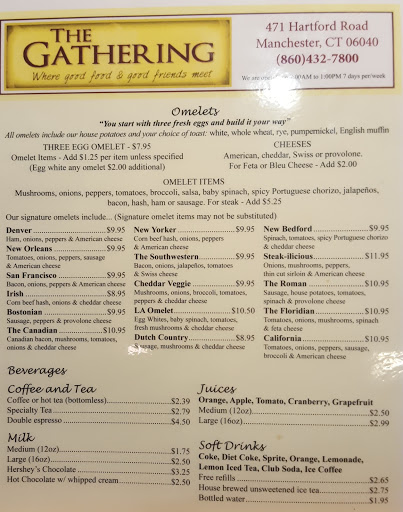 THE
GATHERING
Where good food & good friends meet
471 Hartford Road
Manchester, CT 06040
(860)432-7800
We are open 00AM to 1:00PM 7 days per/week
Omelets
"You start with three fresh eggs and build it your way"
All omelets include our house potatoes and your choice of toast: white, whole wheat, rye, pumpernickel, English muffin
THREE EGG OMELET - $7.95
Omelet Items - Add $1.25 per item unless specified
(Egg white any omelet $2.00 additional)
CHEESES
American, cheddar, Swiss or provolone.
For Feta or Bleu Cheese - Add $2.00
OMELET ITEMS
Mushrooms, onions, peppers, tomatoes, broccoli, salsa, baby spinach, spicy Portuguese chorizo, jalapeños,
bacon, hash, ham or sausage. For steak - Add $5.25
Our signature omelets include... (Signature omelet items may not be substituted)
Denver $9.95
Ham, onions, peppers & American cheese
New Orleans $9.95
Tomatoes, onions, peppers, sausage
& American cheese
San Francisco $9.95
Bacon, onions, peppers & American cheese
Irish $8.95
Corn beef hash, onions & cheddar cheese
Bostonian $9.95
Sausage, peppers & provolone cheese
The Canadian $10.95
Canadian bacon, mushrooms, tomatoes,
onions & cheddar cheese
New Yorker $9.95
Corn beef hash, onions, peppers
& American cheese
The Southwestern $9.95
Bacon, onions, jalapeños, tomatoes
& Swiss cheese
Cheddar Veggie $9.95
Mushrooms, onions, broccoli, tomatoes,
peppers & cheddar cheese
LA Omelet $10.50
Egg Whites, baby spinach, tomatoes,
fresh mushrooms & cheddar cheese
Dutch Country $8.95
Sausage, mushrooms & cheddar cheese
New Bedford $9.95
Spinach, tomatoes, spicy Portuguese chorizo
& cheddar cheese
Steak-ilicious $11.95
Onions, mushrooms, peppers,
thin cut sirloin & American cheese
The Roman $10.95
Sausage, house potatoes, tomatoes,
spinach & provolone cheese
The Floridian $10.95
Tomatoes, onions, mushrooms, spinach
& feta cheese
California $10.95
Tomatoes, onions, peppers, sausage,
broccoli & American cheese
Beverages
Coffee and Tea
Coffee or hot tea (bottomless) $2.39
Specialty Tea $2.79
Double espresso $4.50
Milk
Medium (12oz) $1.75
Large (16oz) $2.50
Hershey's Chocolate $3.25
Hot Chocolate w/ whipped cream $2.50
Juices
Orange, Apple, Tomato, Cranberry, Grapefruit
Medium (12oz) $2.50
Large (16oz) $2.99
Soft Drinks
Coke, Diet Coke, Sprite, Orange, Lemonade,
Lemon Iced Tea, Club Soda, Ice Coffee
Free refills $2.65
House brewed unsweetened ice tea $2.75
Bottled water $1.95